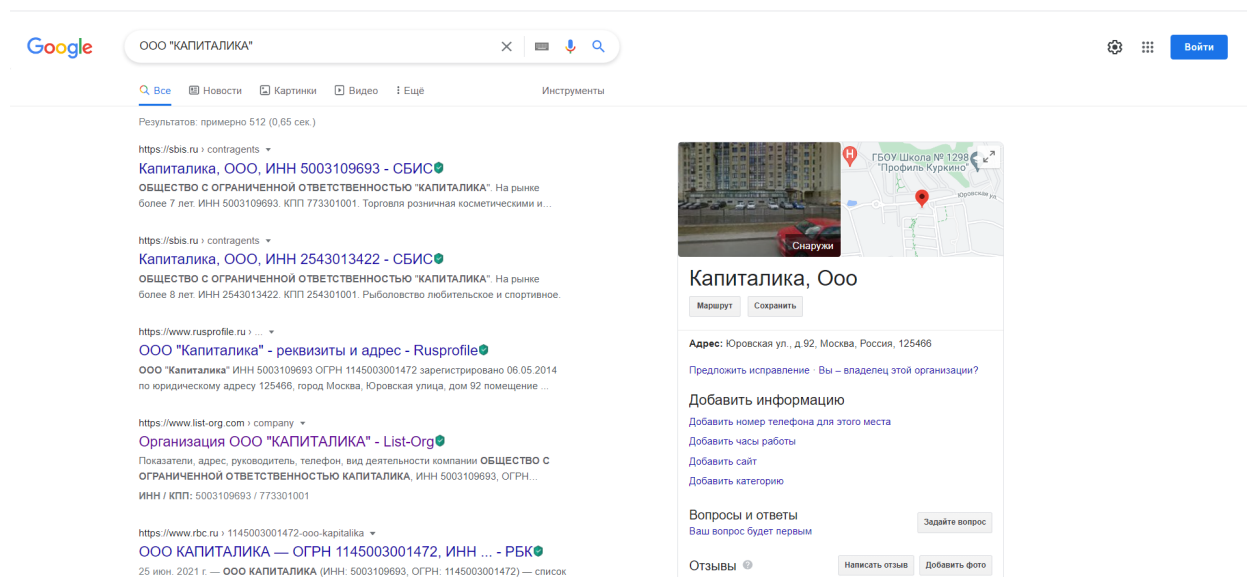 Google
ООО "КАПИТАЛИКА"
Войти
Все Новости Картинки Видео Ещё Инструменты
Результатов: примерно 512 (0,65 сек.)
https://sbis.ru › contragents
Капиталика, ООО, ИНН 5003109693 - СБИС
ОБЩЕСТВО С ОГРАНИЧЕННОЙ ОТВЕТСТВЕННОСТЬЮ "КАПИТАЛИКА". На рынке
более 7 лет. ИНН 5003109693. КПП 773301001. Торговля розничная косметическими и...
https://sbis.ru › contragents
Капиталика, ООО, ИНН 2543013422 - СБИС
ОБЩЕСТВО С ОГРАНИЧЕННОЙ ОТВЕТСТВЕННОСТЬЮ "КАПИТАЛИКА". На рынке
более 8 лет. ИНН 2543013422. КПП 254301001. Рыболовство любительское и спортивное.
https://www.rusprofile.ru › ...
ООО "Капиталика" - реквизиты и адрес - Rusprofile
ООО "Капиталика" ИНН 5003109693 ОГРН 1145003001472 зарегистрировано 06.05.2014
по юридическому адресу 125466, город Москва, Юровская улица, дом 92 помещение ...
https://www.list-org.com › company
Организация ООО "КАПИТАЛИКА" - List-Org
Показатели, адрес, руководитель, телефон, вид деятельности компании ОБЩЕСТВО С
ОГРАНИЧЕННОЙ ОТВЕТСТВЕННОСТЬЮ КАПИТАЛИКА, ИНН 5003109693, ОГРН...
ИНН / КПП: 5003109693 / 773301001
https://www.rbc.ru › 1145003001472-ooo-kapitalika
ООО КАПИТАЛИКА — ОГРН 1145003001472, ИНН ... - РБК
25 июн. 2021 г. — ООО КАПИТАЛИКА (ИНН: 5003109693, ОГРН: 1145003001472) — список
Снаружи
H
ГБОУ Школа № 1298
"Профиль Куркино"
Юровская ул.
Капиталика, Ооо
Маршрут Сохранить
Адрес: Юровская ул., д.92, Москва, Россия, 125466
Предложить исправление · Вы – владелец этой организации?
Добавить информацию
Добавить номер телефона для этого места
Добавить часы работы
Добавить сайт
Добавить категорию
Вопросы и ответы
Ваш вопрос будет первым
Задайте вопрос
Отзывы
Написать отзыв Добавить фото